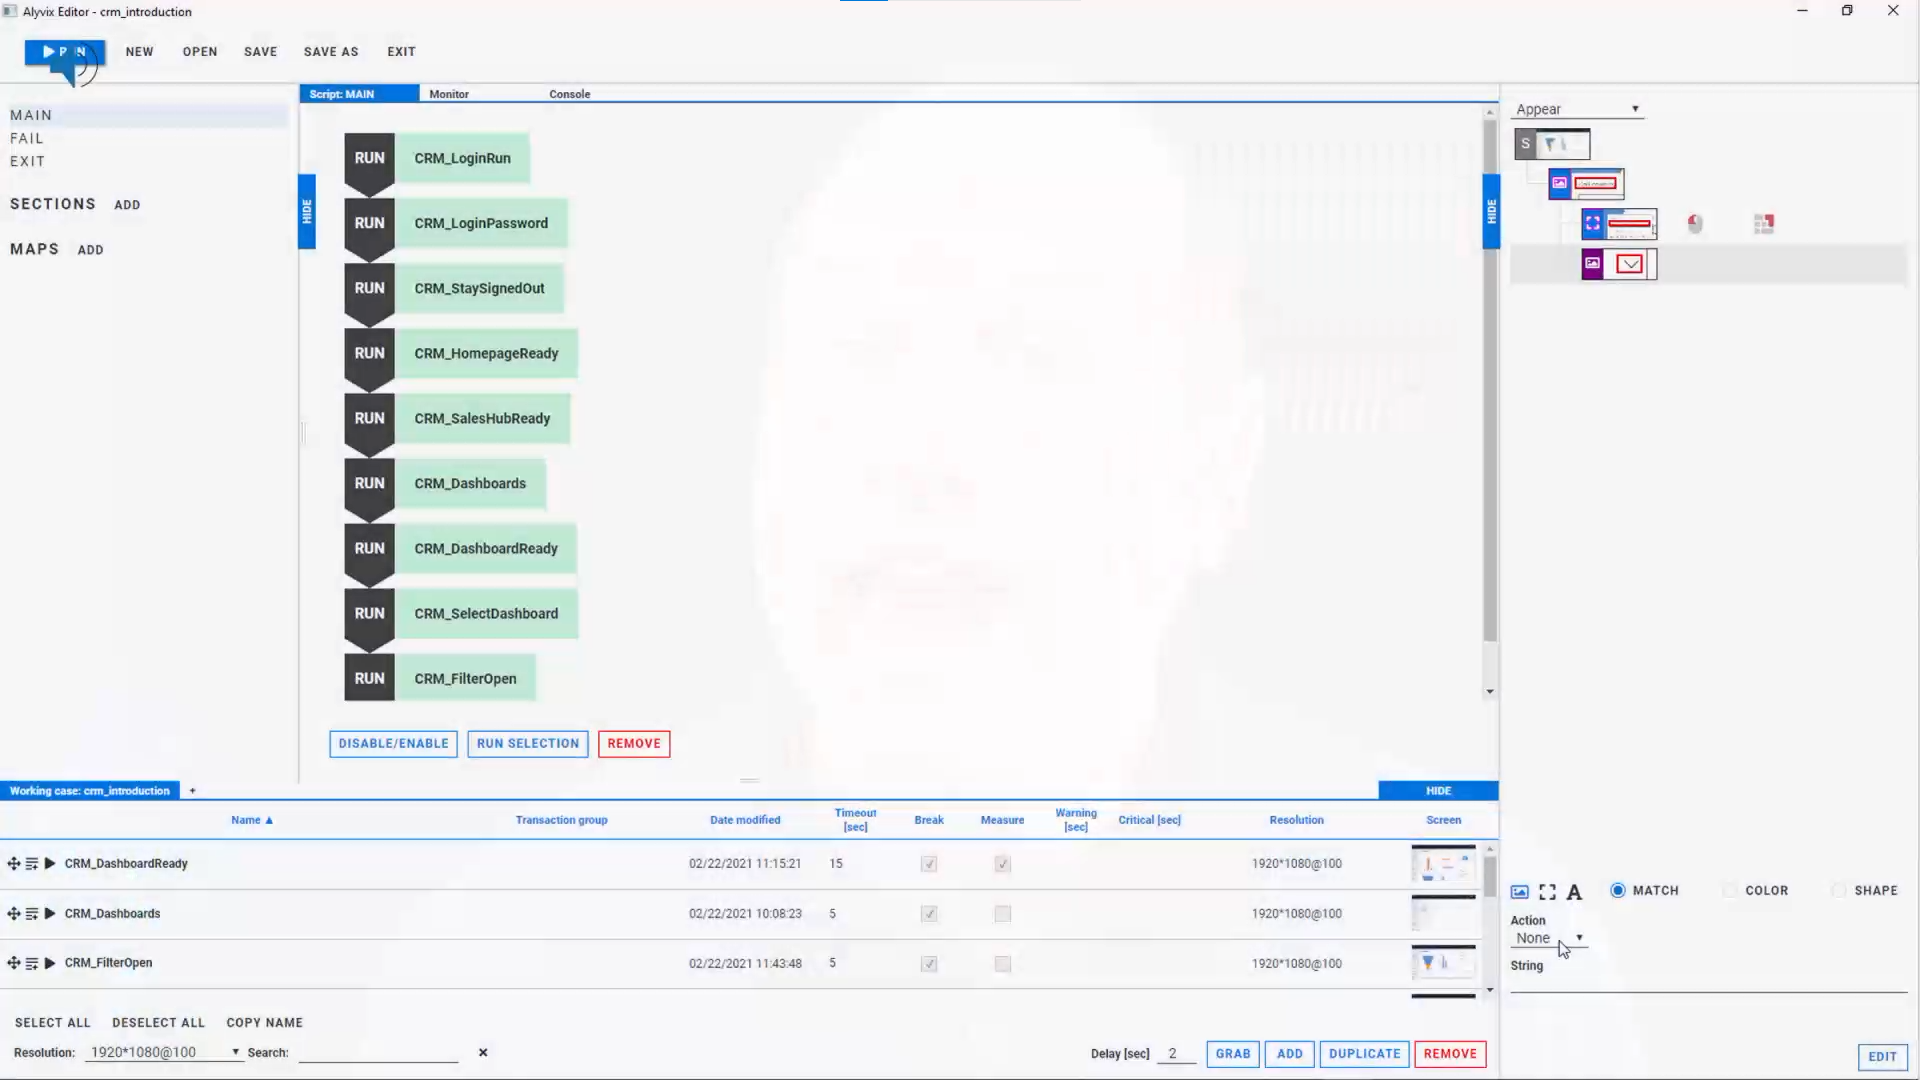 Alyvix Editor - crm_introduction
RUN NEW OPEN SAVE SAVE AS EXIT
MAIN
FAIL
EXIT
SECTIONS ADD
MAPS ADD
Script: MAIN Monitor Console
HIDE
RUN CRM_LoginRun
RUN CRM_LoginPassword
RUN CRM_StaySignedOut
RUN CRM_HomepageReady
RUN CRM_SalesHubReady
RUN CRM_Dashboards
RUN CRM_DashboardReady
RUN CRM_SelectDashboard
RUN CRM_FilterOpen
DISABLE/ENABLE RUN SELECTION REMOVE
HIDE
Appear
S
Working case: crm_introduction + HIDE
Name ▲ Transaction group Date modified Timeout [sec] Break Measure Warning [sec] Critical [sec] Resolution Screen
CRM_DashboardReady 02/22/2021 11:15:21 15 1920*1080@100
CRM_Dashboards 02/22/2021 10:08:23 5 1920*1080@100
CRM_FilterOpen 02/22/2021 11:43:48 5 1920*1080@100
SELECT ALL DESELECT ALL COPY NAME
Resolution: 1920*1080@100 Search:
Delay [sec] 2 GRAB ADD DUPLICATE REMOVE
A MATCH COLOR SHAPE
Action
None
String
EDIT